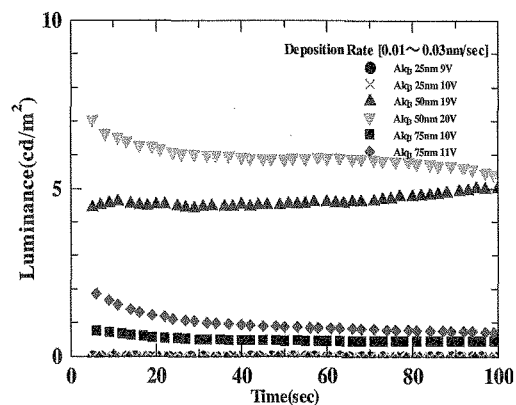 10
5
0
Luminance(cd/m²)
Deposition Rate [0.01～0.03nm/sec]
Alq₃ 25nm 9V
Alq₃ 25nm 10V
Alq₃ 50nm 19V
Alq₃ 50nm 20V
Alq₃ 75nm 10V
Alq₃ 75nm 11V
0 20 40 60 80 100
Time(sec)